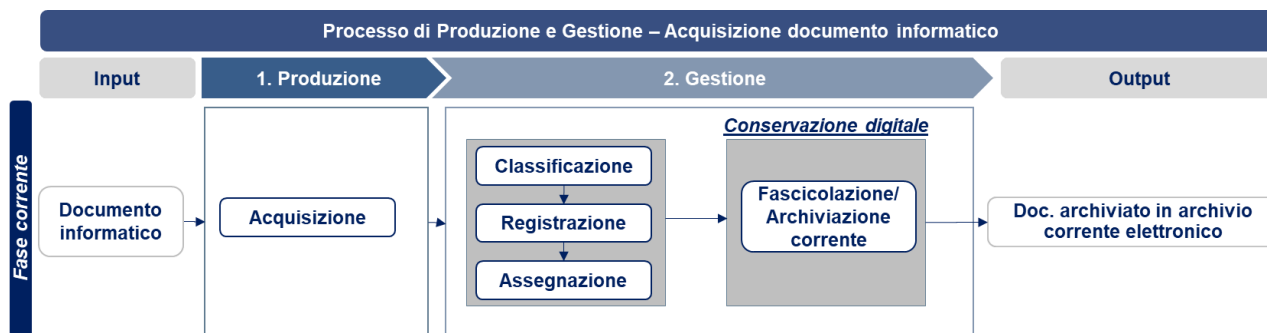 Processo di Produzione e Gestione – Acquisizione documento informatico
Input
1. Produzione
2. Gestione
Output
Fase corrente
Documento
informatico
Acquisizione
Classificazione
Registrazione
Assegnazione
Conservazione digitale
Fascicolazione/
Archiviazione
corrente
Doc. archiviato in archivio
corrente elettronico